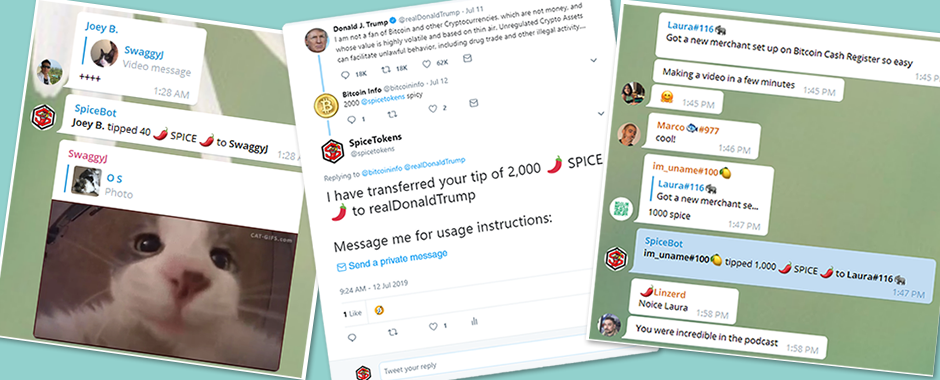 Joey B.
SwaggyJ
Video message
++++
1:28 AM
SpiceBot
Joey B. tipped 40 🌶 SPICE 🌶 to SwaggyJ
1:28
SwaggyJ
O S
Photo
CAT-GIFS.com
Donald J. Trump @realDonaldTrump · Jul 11
I am not a fan of Bitcoin and other Cryptocurrencies, which are not money, and
whose value is highly volatile and based on thin air. Unregulated Crypto Assets
can facilitate unlawful behavior, including drug trade and other illegal activity....
18K 18K 62K
Bitcoin Info @bitcoininfo · Jul 12
2000 @spicetokens spicy
1 2
SpiceTokens
@spicetokens
Replying to @bitcoininfo @realDonaldTrump
I have transferred your tip of 2,000 🌶 SPICE
🌶 to realDonaldTrump
Message me for usage instructions:
Send a private message
9:24 AM - 12 Jul 2019
1 Like
1
Tweet your reply
Laura#116🐘
Got a new merchant set up on Bitcoin Cash Register so easy
1:45 P
Making a video in a few minutes 1:45 PM
🤗 1:45 PM
Marco🐟#977
cool!
1:46 PM
im_uname#100🍋
Laura#116🐘
Got a new merchant se...
1000 spice
1:47 PM
SpiceBot
im_uname#100🍋 tipped 1,000 🌶 SPICE 🌶 to Laura#116🐘
1:47 PM
🌶Linzerd
Noice Laura
1:58 PM
You were incredible in the podcast
1:58 PM